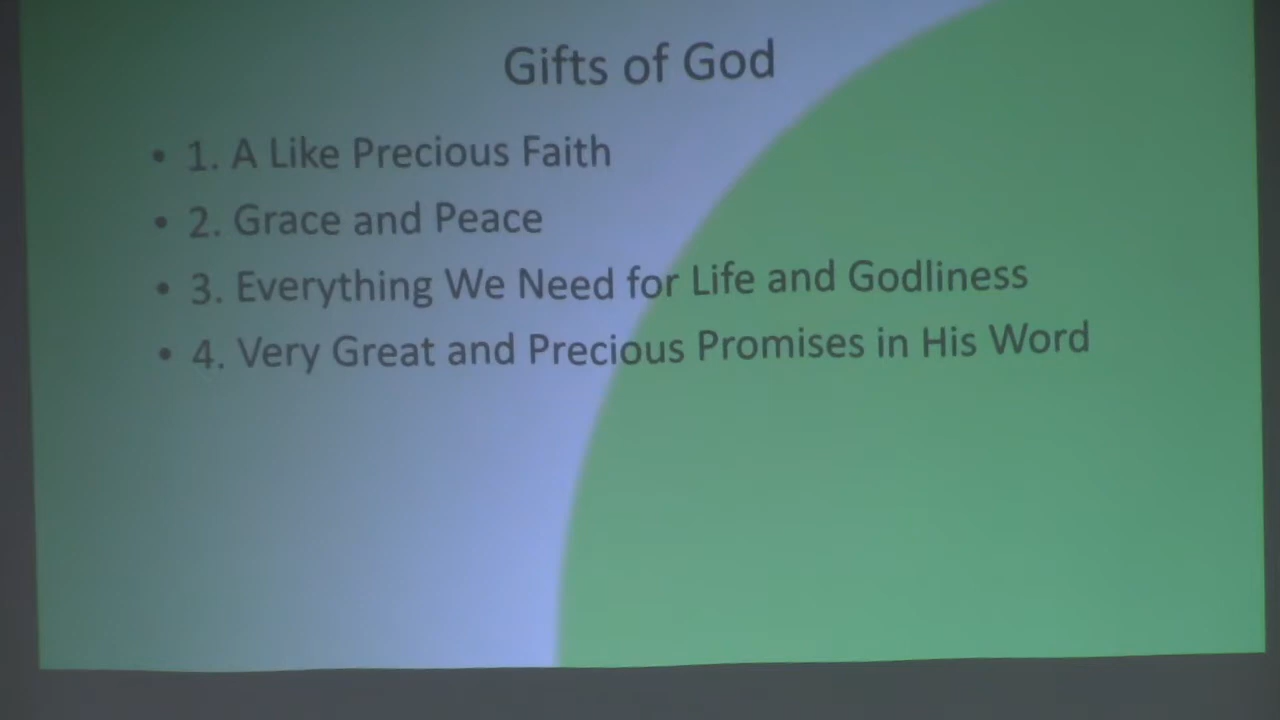 Gifts of God
• 1. A Like Precious Faith
• 2. Grace and Peace
• 3. Everything We Need for Life and Godliness
• 4. Very Great and Precious Promises in His Word